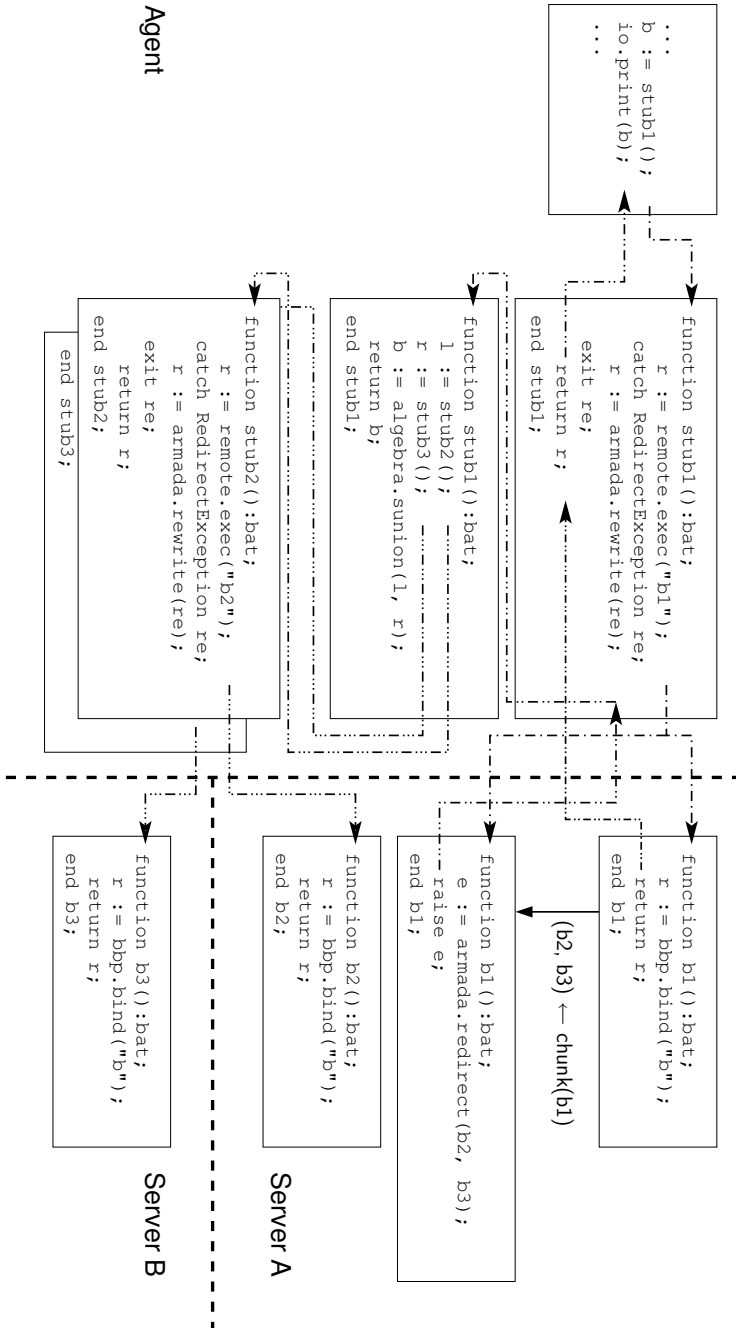 ...
b := stub1();
io.print(b);
...
function stub1():bat;
r := remote.exec("b1");
catch RedirectException re;
r := armada.rewrite(re);
exit re;
return r;
end stub1;
function stub1():bat;
l := stub2();
r := stub3();
b := algebra.sunion(l, r);
return b;
end stub1;
function stub2():bat;
r := remote.exec("b2");
catch RedirectException re;
r := armada.rewrite(re);
exit re;
return r;
end stub2;
end stub3;
Agent
function b1():bat;
r := bbp.bind("b");
return r;
end b1;
(b2, b3) ← chunk(b1)
function b1():bat;
e := armada.redirect(b2, b3);
raise e;
end b1;
function b2():bat;
r := bbp.bind("b");
return r;
end b2;
Server A
function b3():bat;
r := bbp.bind("b");
return r;
end b3;
Server B